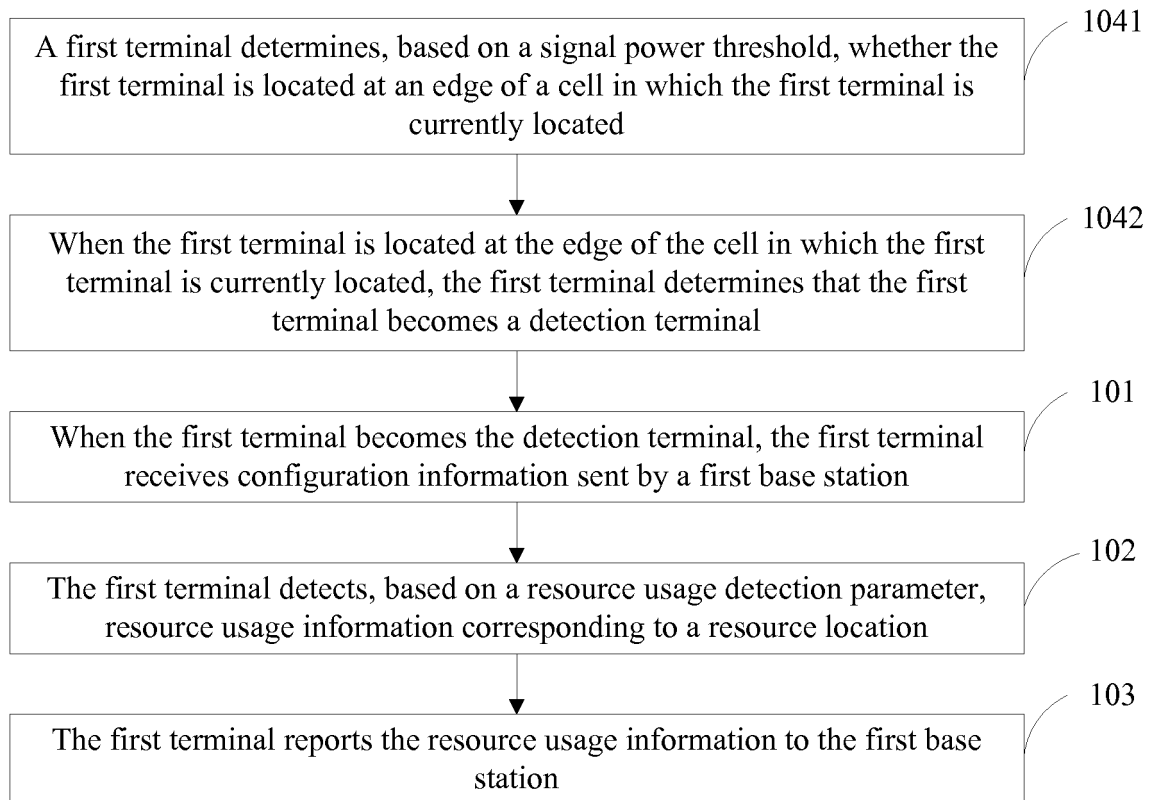 1041
A first terminal determines, based on a signal power threshold, whether the
first terminal is located at an edge of a cell in which the first terminal is
currently located
1042
When the first terminal is located at the edge of the cell in which the first
terminal is currently located, the first terminal determines that the first
terminal becomes a detection terminal
101
When the first terminal becomes the detection terminal, the first terminal
receives configuration information sent by a first base station
102
The first terminal detects, based on a resource usage detection parameter,
resource usage information corresponding to a resource location
103
The first terminal reports the resource usage information to the first base
station